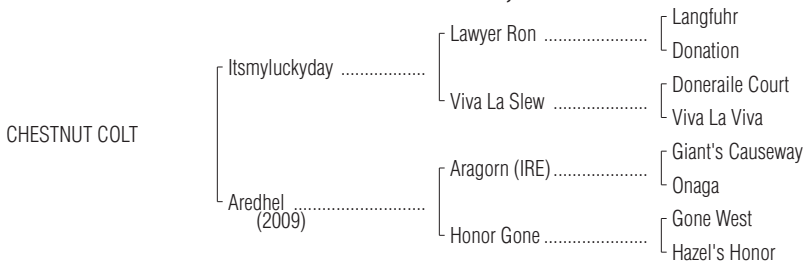 Langfuhr
Lawyer Ron ....................
Donation
Itsmyluckyday ..................
Doneraile Court
Viva La Slew ..................
Viva La Viva
CHESTNUT COLT
Giant's Causeway
Aragorn (IRE)..................
Onaga
Aredhel .........................
(2009)
Gone West
Honor Gone ....................
Hazel's Honor